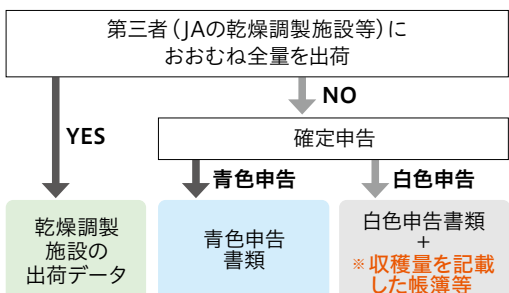 第三者（JAの乾燥調製施設等）に
おおむね全量を出荷
NO
YES
確定申告
青色申告
白色申告
乾燥調製
施設の
出荷データ
青色申告
書類
白色申告書類
+
※収穫量を記載
した帳簿等